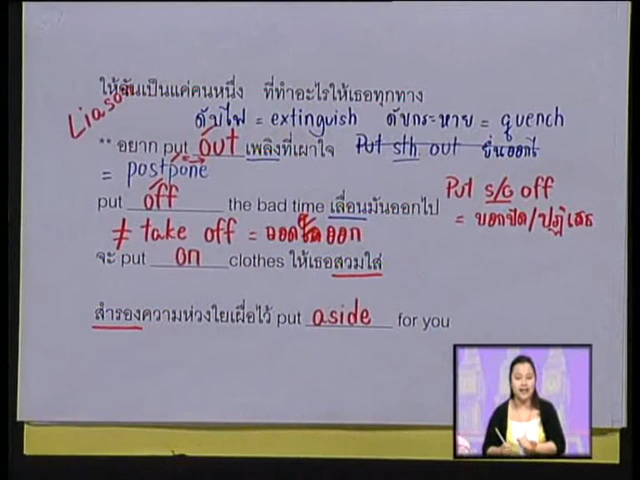 ให้ฉันเป็นแค่คนหนึ่ง ที่ทำอะไรให้เธอทุกทาง
Liason
ดับไฟ = extinguish ดับกระหาย = quench
** อยาก put out เพลิงที่เผาใจ Put sth out ยื่นออกไป
= postpone
put off the bad time เลื่อนมันออกไป
Put s/o off
= บอกปัด/ปฏิเสธ
≠ take off = ถอดชุดออก
จะ put on clothes ให้เธอสวมใส่
สำรองความห่วงใยเผื่อไว้ put aside for you